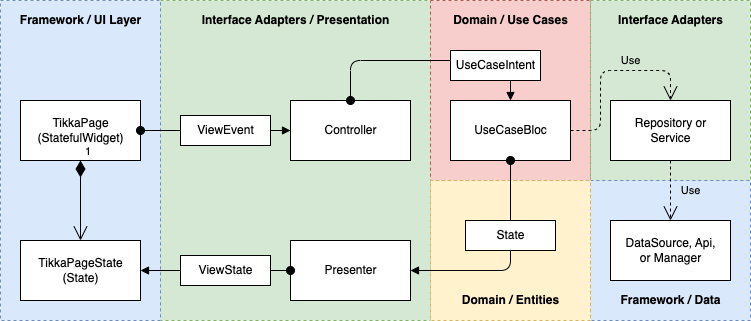 Framework / UI Layer
Interface Adapters / Presentation
Domain / Use Cases
Interface Adapters
UseCaseIntent
Use
TikkaPage
(StatefulWidget)
1
ViewEvent
Controller
UseCaseBloc
Repository or
Service
Use
TikkaPageState
(State)
ViewState
Presenter
State
DataSource, Api,
or Manager
Domain / Entities
Framework / Data